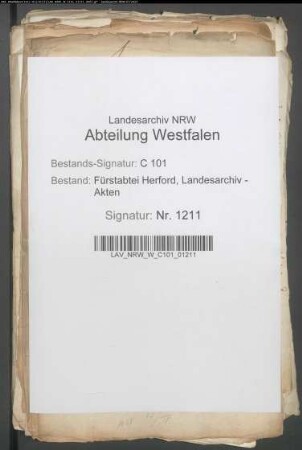 Landesarchiv NRW
Abteilung Westfalen
Bestands-Signatur: C 101
Bestand: Fürstabtei Herford, Landesarchiv -
Akten
Signatur: Nr. 1211
LAV_NRW_W_C101_01211